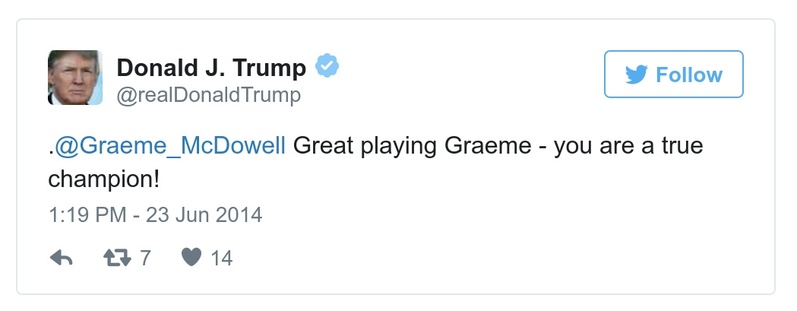 Donald J. Trump
@realDonaldTrump
Follow
.@Graeme_McDowell Great playing Graeme - you are a true
champion!
1:19 PM - 23 Jun 2014
7 14